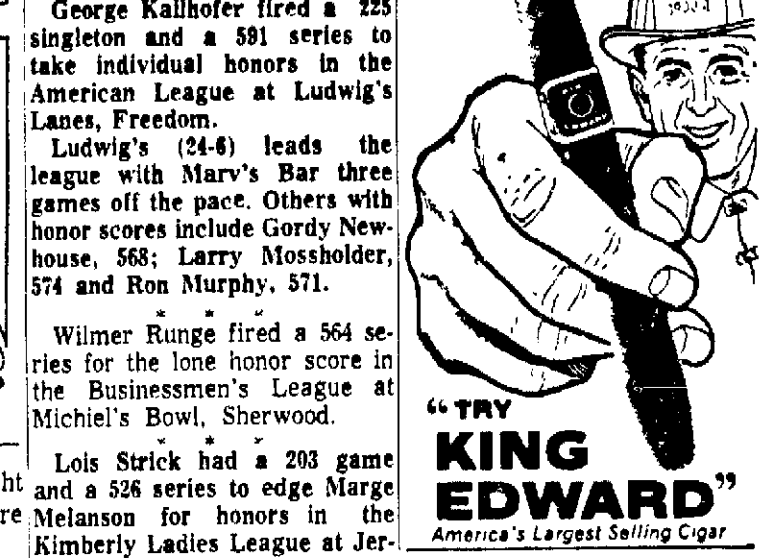 George Kallhofer fired a 225
singleton and a 591 series to
take individual honors in the
American League at Ludwig's
Lanes, Freedom.
Ludwig's (24-6) leads the
league with Marv's Bar three
games off the pace. Others with
honor scores include Gordy New-
house, 568; Larry Mossholder,
574 and Ron Murphy, 571.
* * *
Wilmer Runge fired a 564 se-
ries for the lone honor score in
the Businessmen's League at
Michiel's Bowl, Sherwood.
* * *
Lois Strick had a 203 game
and a 526 series to edge Marge
Melanson for honors in the
Kimberly Ladies League at Jer-
ht
re
"TRY
KING
EDWARD"
America's Largest Selling Cigar